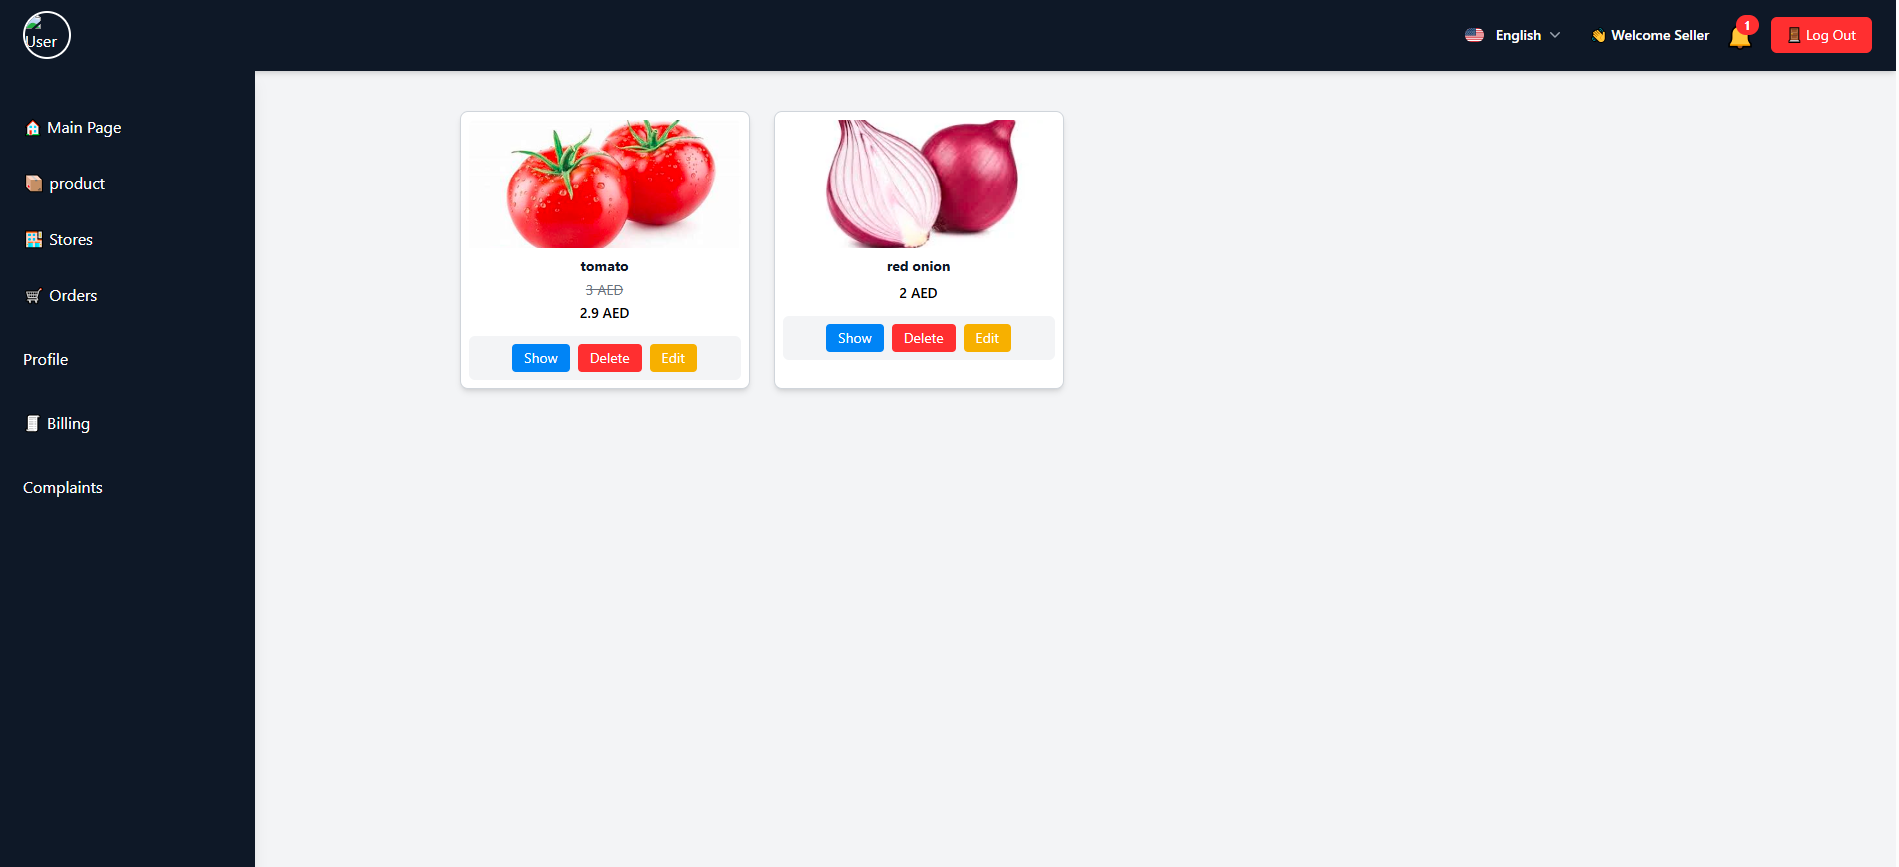 User
English
Welcome Seller
1
Log Out
Main Page
product
Stores
Orders
Profile
Billing
Complaints
tomato
3 AED
2.9 AED
Show Delete Edit
red onion
2 AED
Show Delete Edit